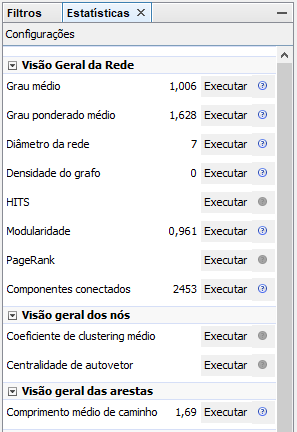 Filtros Estatísticas ×
Configurações
Visão Geral da Rede
Grau médio 1,006 Executar
Grau ponderado médio 1,628 Executar
Diâmetro da rede 7 Executar
Densidade do grafo 0 Executar
HITS Executar
Modularidade 0,961 Executar
PageRank Executar
Componentes conectados 2453 Executar
Visão geral dos nós
Coeficiente de clustering médio Executar
Centralidade de autovetor Executar
Visão geral das arestas
Comprimento médio de caminho 1,69 Executar